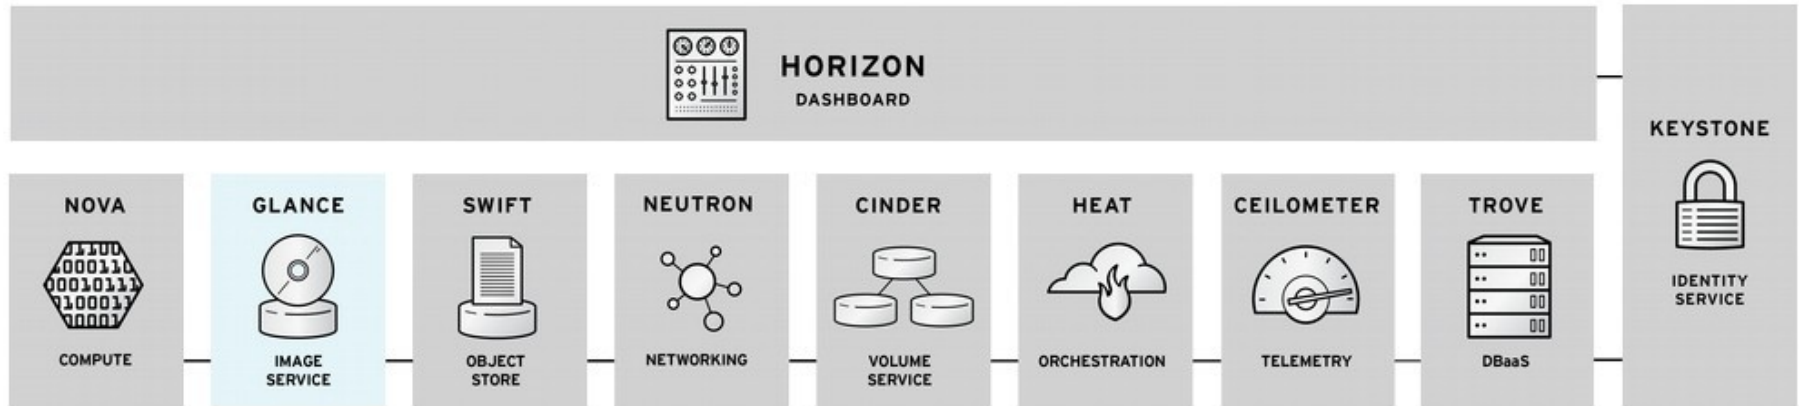 HORIZON
DASHBOARD
KEYSTONE
IDENTITY
SERVICE
NOVA
COMPUTE
GLANCE
IMAGE
SERVICE
SWIFT
OBJECT
STORE
NEUTRON
NETWORKING
CINDER
VOLUME
SERVICE
HEAT
ORCHESTRATION
CEILOMETER
TELEMETRY
TROVE
DBaaS